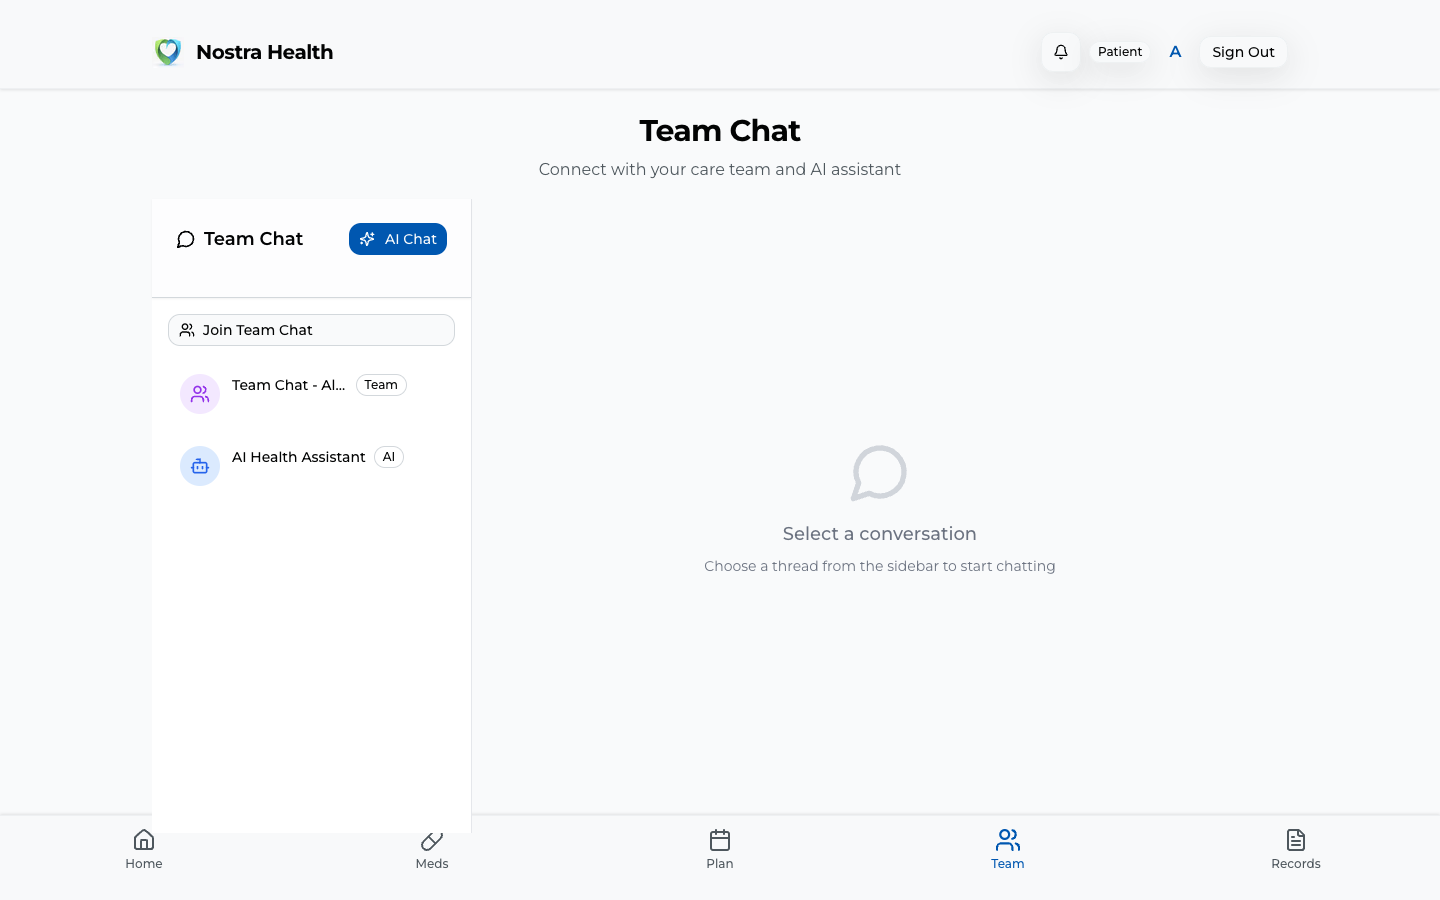 Nostra Health
Patient
A
Sign Out
Team Chat
Connect with your care team and AI assistant
Team Chat
AI Chat
Join Team Chat
Team Chat - Al...
Team
AI Health Assistant
AI
Select a conversation
Choose a thread from the sidebar to start chatting
Home
Meds
Plan
Team
Records